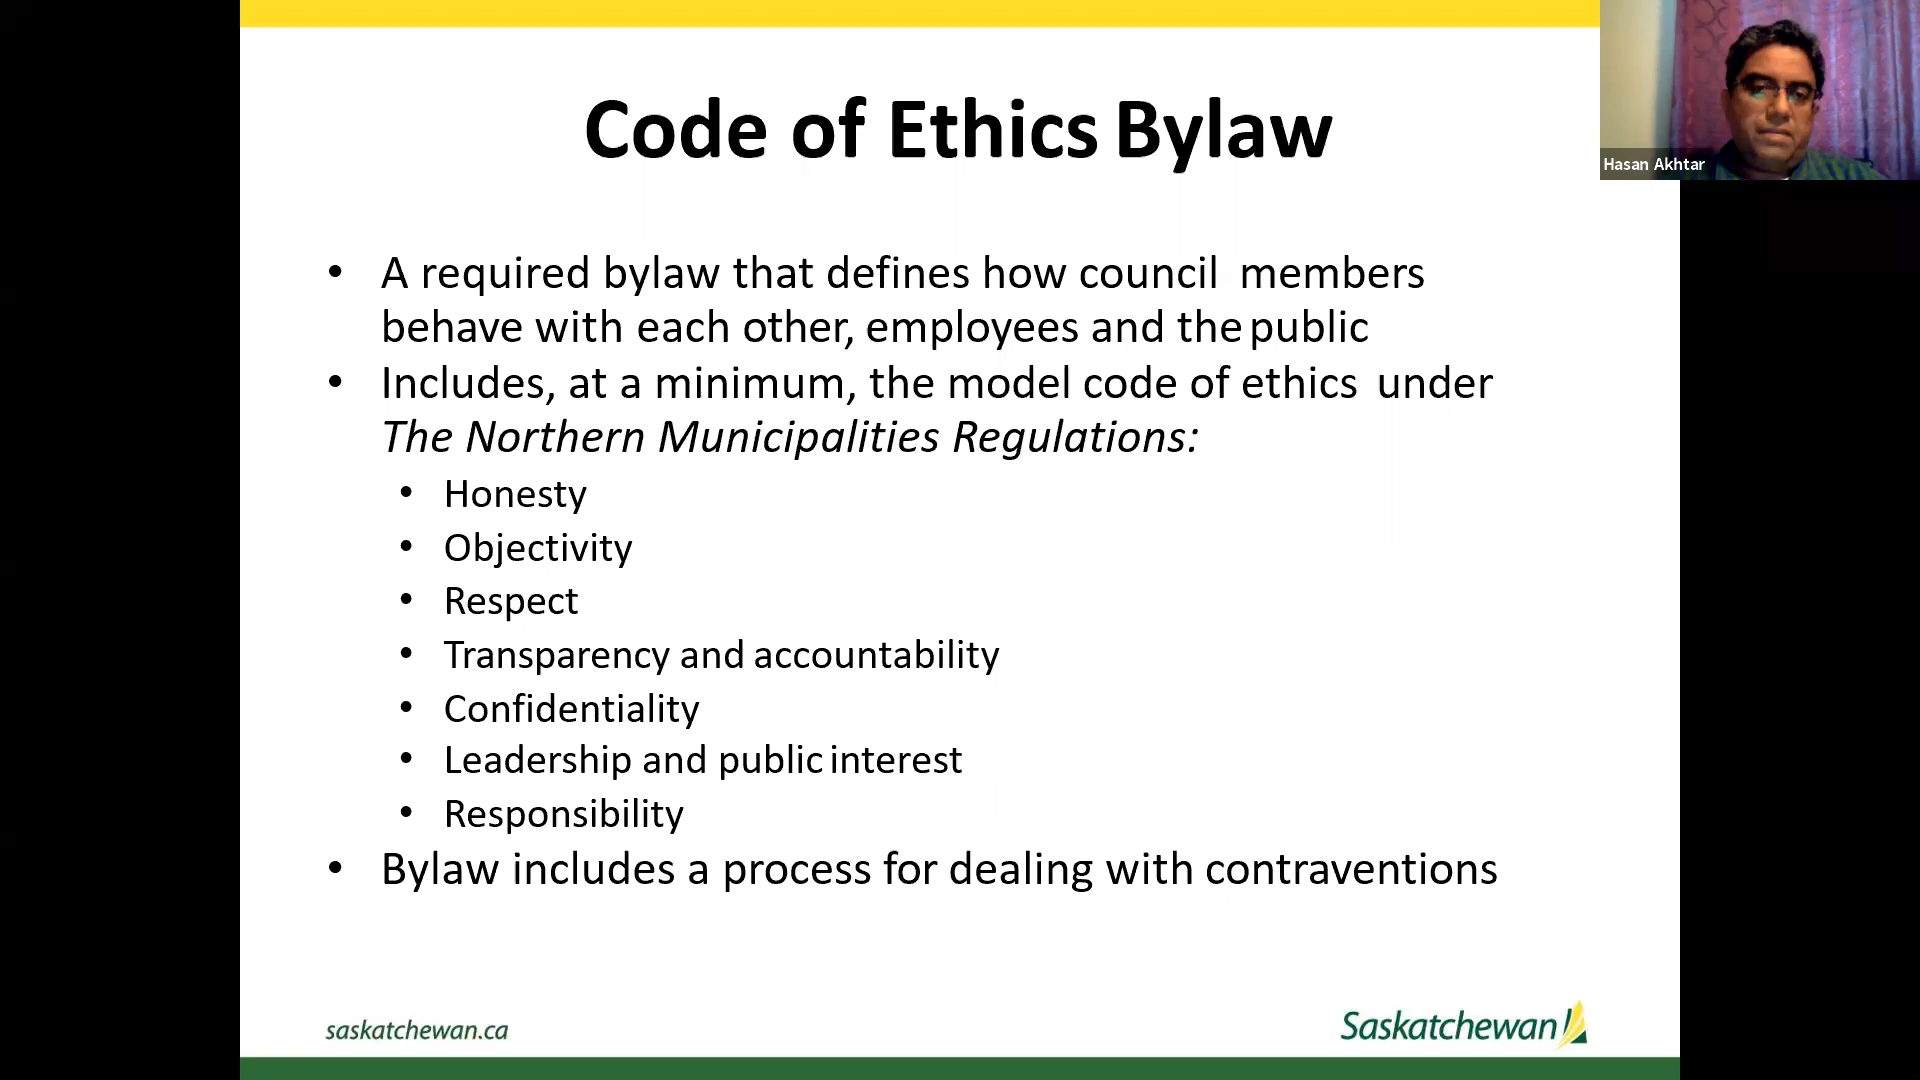 Code of Ethics Bylaw
Hasan Akhtar
• A required bylaw that defines how council members
behave with each other, employees and the public
• Includes, at a minimum, the model code of ethics under
The Northern Municipalities Regulations:
• Honesty
• Objectivity
• Respect
• Transparency and accountability
• Confidentiality
• Leadership and public interest
• Responsibility
• Bylaw includes a process for dealing with contraventions
saskatchewan.ca
Saskatchewan